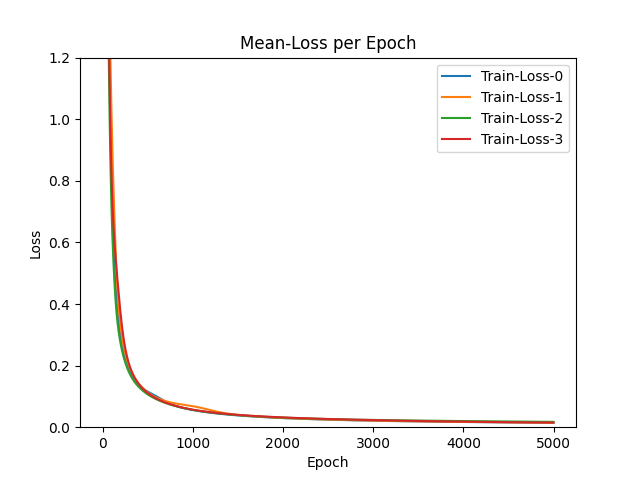 Mean-Loss per Epoch
1.2
1.0
0.8
0.6
0.4
0.2
0.0
Loss
Train-Loss-0
Train-Loss-1
Train-Loss-2
Train-Loss-3
0 1000 2000 3000 4000 5000
Epoch